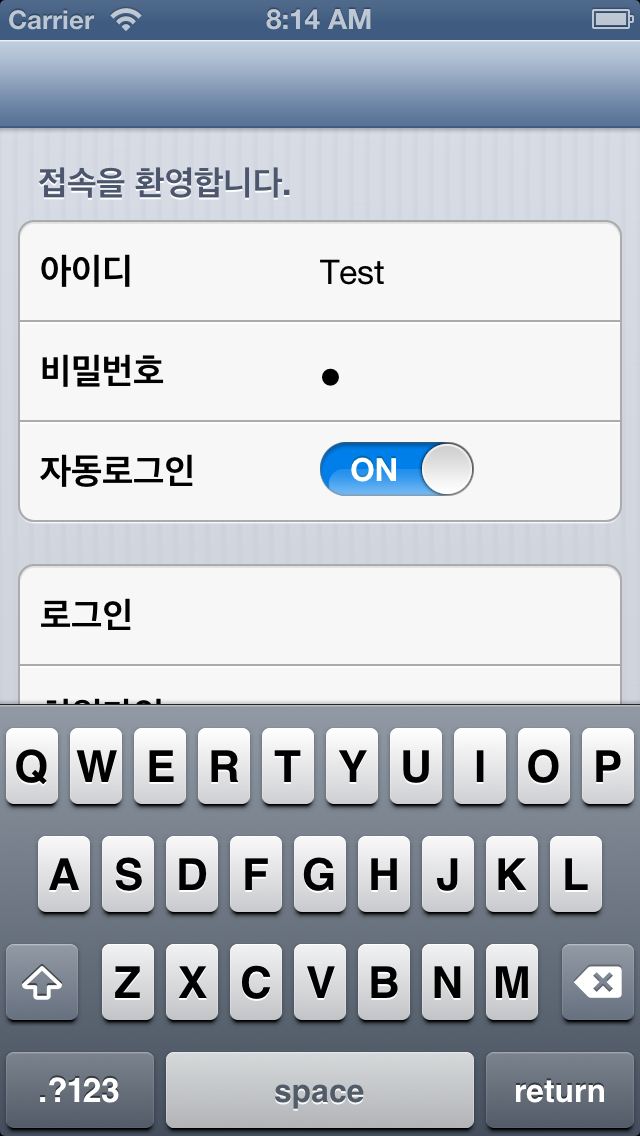 Carrier 8:14 AM
접속을 환영합니다.
아이디 Test
비밀번호 ●
자동로그인 ON
로그인
Q W E R T Y U I O P
A S D F G H J K L
Z X C V B N M
.?123 space return